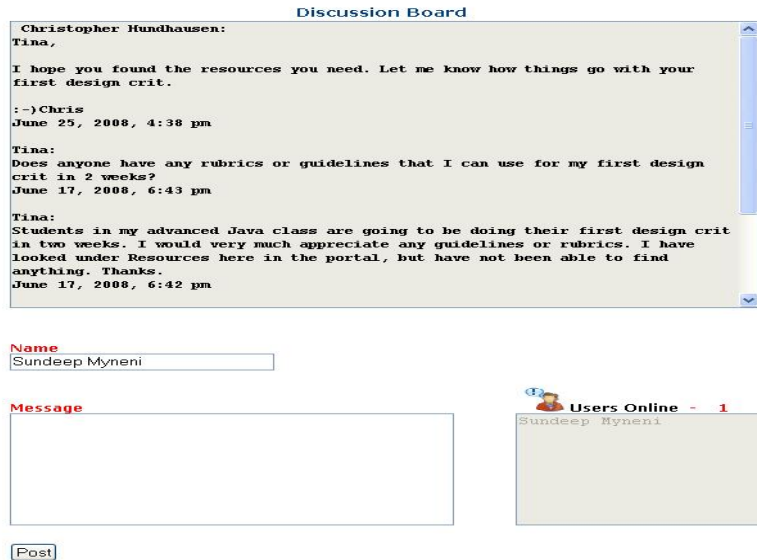 Discussion Board
Christopher Hundhausen:
Tina,
I hope you found the resources you need. Let me know how things go with your
first design crit.
:-)Chris
June 25, 2008, 4:38 pm
Tina:
Does anyone have any rubrics or guidelines that I can use for my first design
crit in 2 weeks?
June 17, 2008, 6:43 pm
Tina:
Students in my advanced Java class are going to be doing their first design crit
in two weeks. I would very much appreciate any guidelines or rubrics. I have
looked under Resources here in the portal, but have not been able to find
anything. Thanks.
June 17, 2008, 6:42 pm
Name
Sundeep Myneni
Message
Users Online - 1
Sundeep Myneni
Post